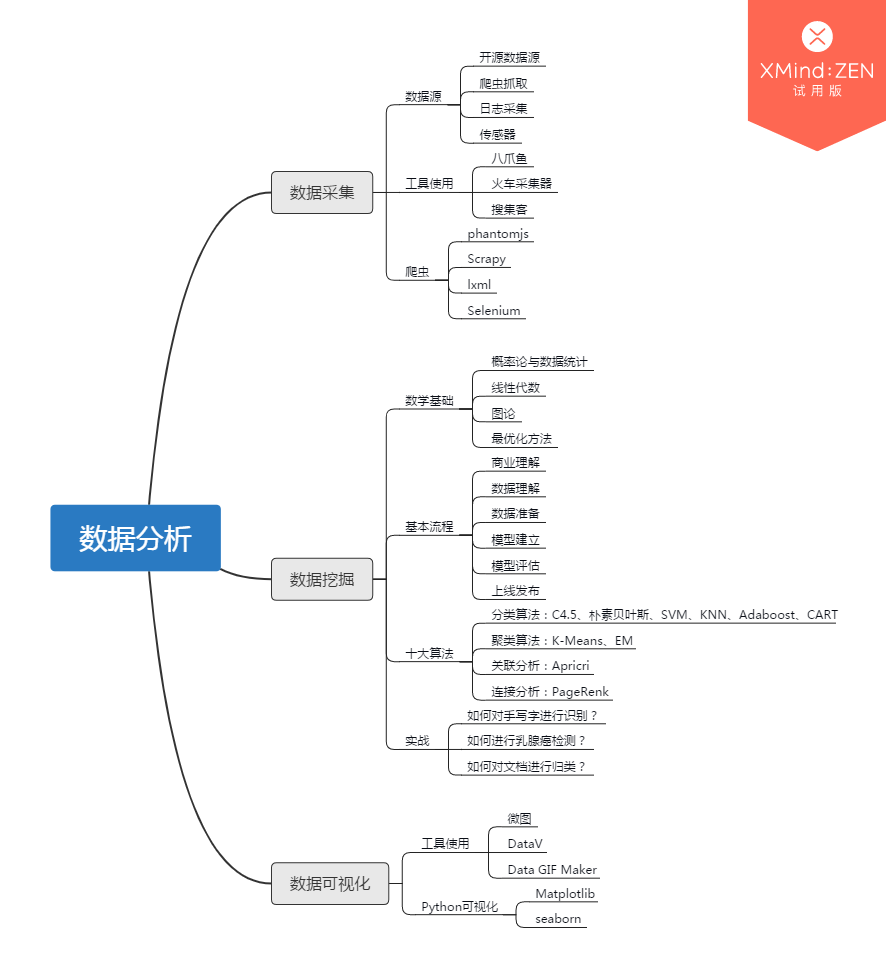 XMind:ZEN
试用版
数据分析
数据采集
数据源
开源数据源
爬虫抓取
日志采集
传感器
工具使用
八爪鱼
火车采集器
搜集客
爬虫
phantomjs
Scrapy
lxml
Selenium
数据挖掘
数学基础
概率论与数据统计
线性代数
图论
最优化方法
基本流程
商业理解
数据理解
数据准备
模型建立
模型评估
上线发布
十大算法
分类算法：C4.5、朴素贝叶斯、SVM、KNN、Adaboost、CART
聚类算法：K-Means、EM
关联分析：Apricri
连接分析：PageRenk
实战
如何对手写字进行识别？
如何进行乳腺癌检测？
如何对文档进行归类？
数据可视化
工具使用
微图
DataV
Data GIF Maker
Python可视化
Matplotlib
seaborn